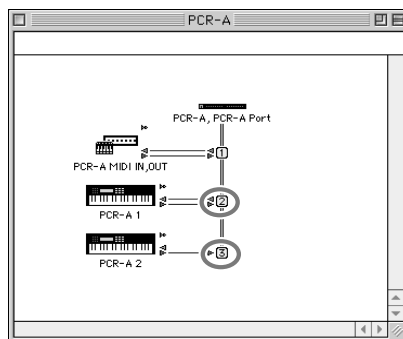 PCR-A
PCR-A, PCR-A Port
1
PCR-A MIDI IN,OUT
2
PCR-A 1
3
PCR-A 2